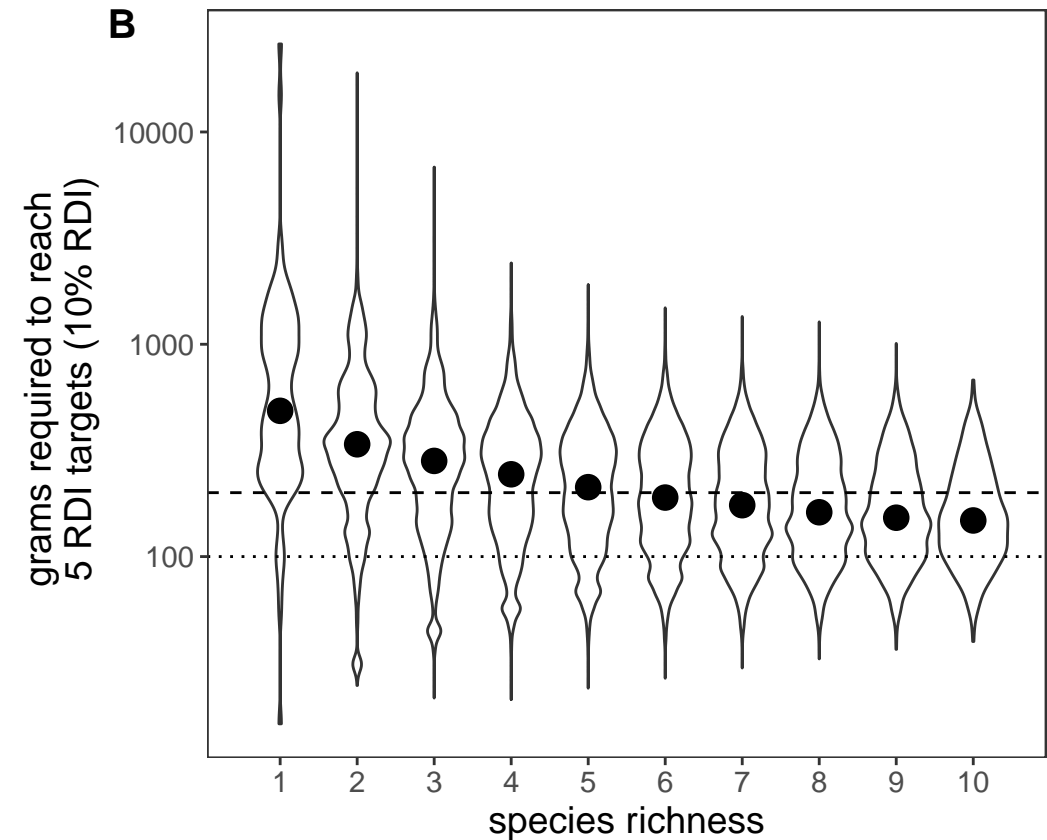 B
grams required to reach
5 RDI targets (10% RDI)
10000
1000
100
1 2 3 4 5 6 7 8 9 10
species richness